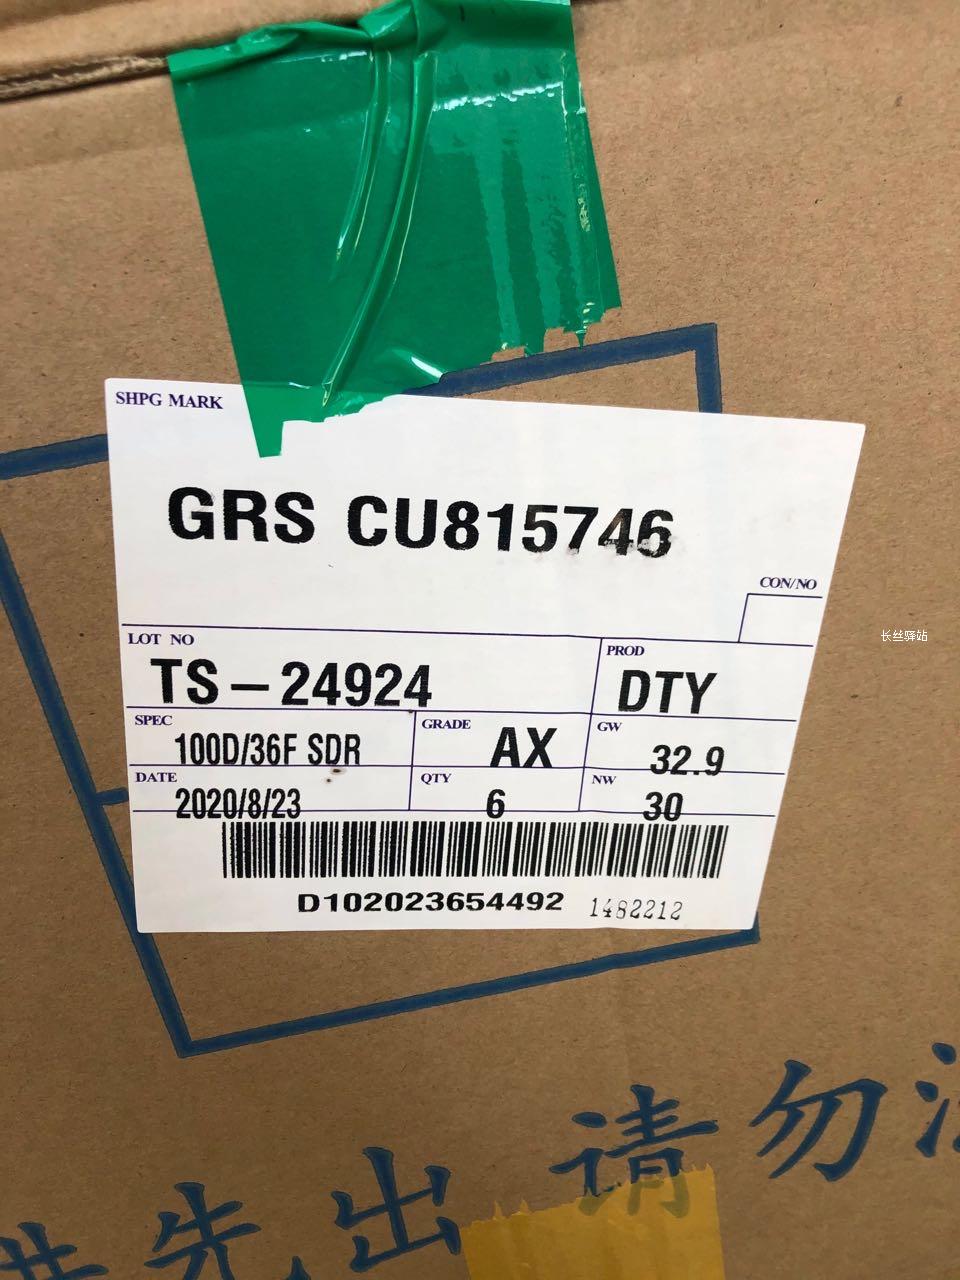 SHPG MARK
GRS CU815746
CON/NO
LOT NO
TS-24924
PROD
DTY
SPEC
100D/36F SDR
GRADE
AX
GW
32.9
DATE
2020/8/23
QTY
6
NW
30
D102023654492 1482212
长丝驿站
先出 请勿